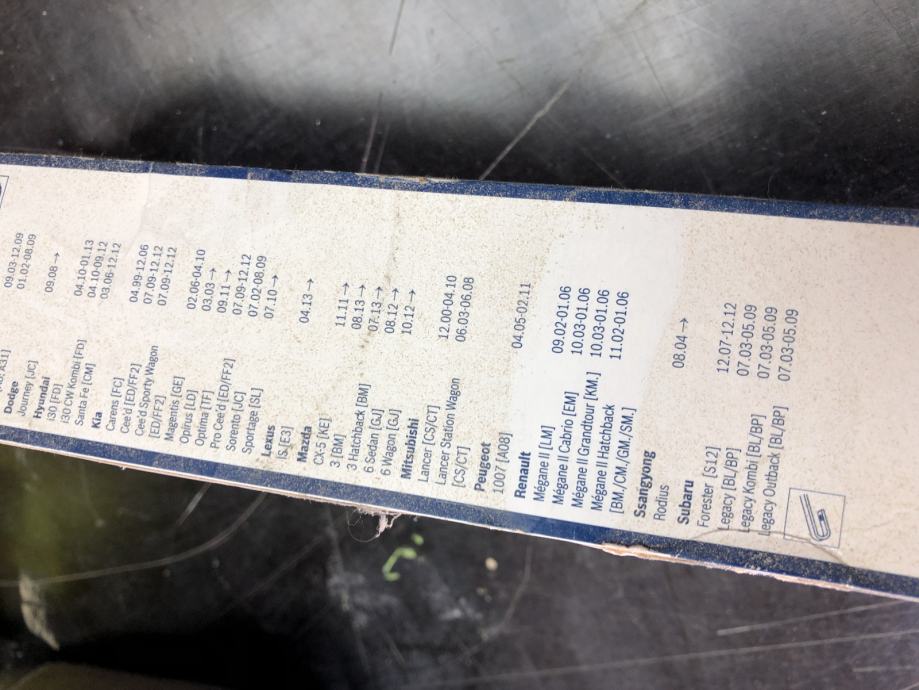 09.03-12.09
A31] 01.02-08.09
Dodge
Journey [JC] 09.08→
Hyundai
i30 [FD] 04.10-01.13
i30 CW Kombi [FD] 04.10-09.12
Santa Fe [CM] 03.06-12.12
Kia
Carens [FC] 04.99-12.06
Cee'd [ED/FF2] 07.09-12.12
Cee'd Sporty Wagon 07.09-12.12
[ED/FF2]
Magentis [GE] 02.06-04.10
Opirus [LD] 03.03→
Optima [TF] 09.11→
Pro Cee'd [ED/FF2] 07.09-12.12
Sorento [JC] 07.02-08.09
Sportage [SL] 07.10→
Lexus
IS [E3] 04.13→
Mazda
CX-5 [KE] 11.11→
3 [BM] 08.13→
3 Hatchback [BM] 07.13→
6 Sedan [GJ] 08.12→
6 Wagon [GJ] 10.12→
Mitsubishi
Lancer [CS/CT] 12.00-04.10
Lancer Station Wagon 06.03-06.08
[CS/CT]
Peugeot
1007 [A08] 04.05-02.11
Renault
Mégane II [LM] 09.02-01.06
Mégane II Cabrio [EM] 10.03-01.06
Mégane II Grandtour [KM.] 10.03-01.06
Mégane II Hatchback 11.02-01.06
[BM./CM./GM./SM.]
Ssangyong
Rodius 08.04→
Subaru
Forester [S12] 12.07-12.12
Legacy [BL/BP] 07.03-05.09
Legacy Kombi [BL/BP] 07.03-05.09
Legacy Outback [BL/BP] 07.03-05.09